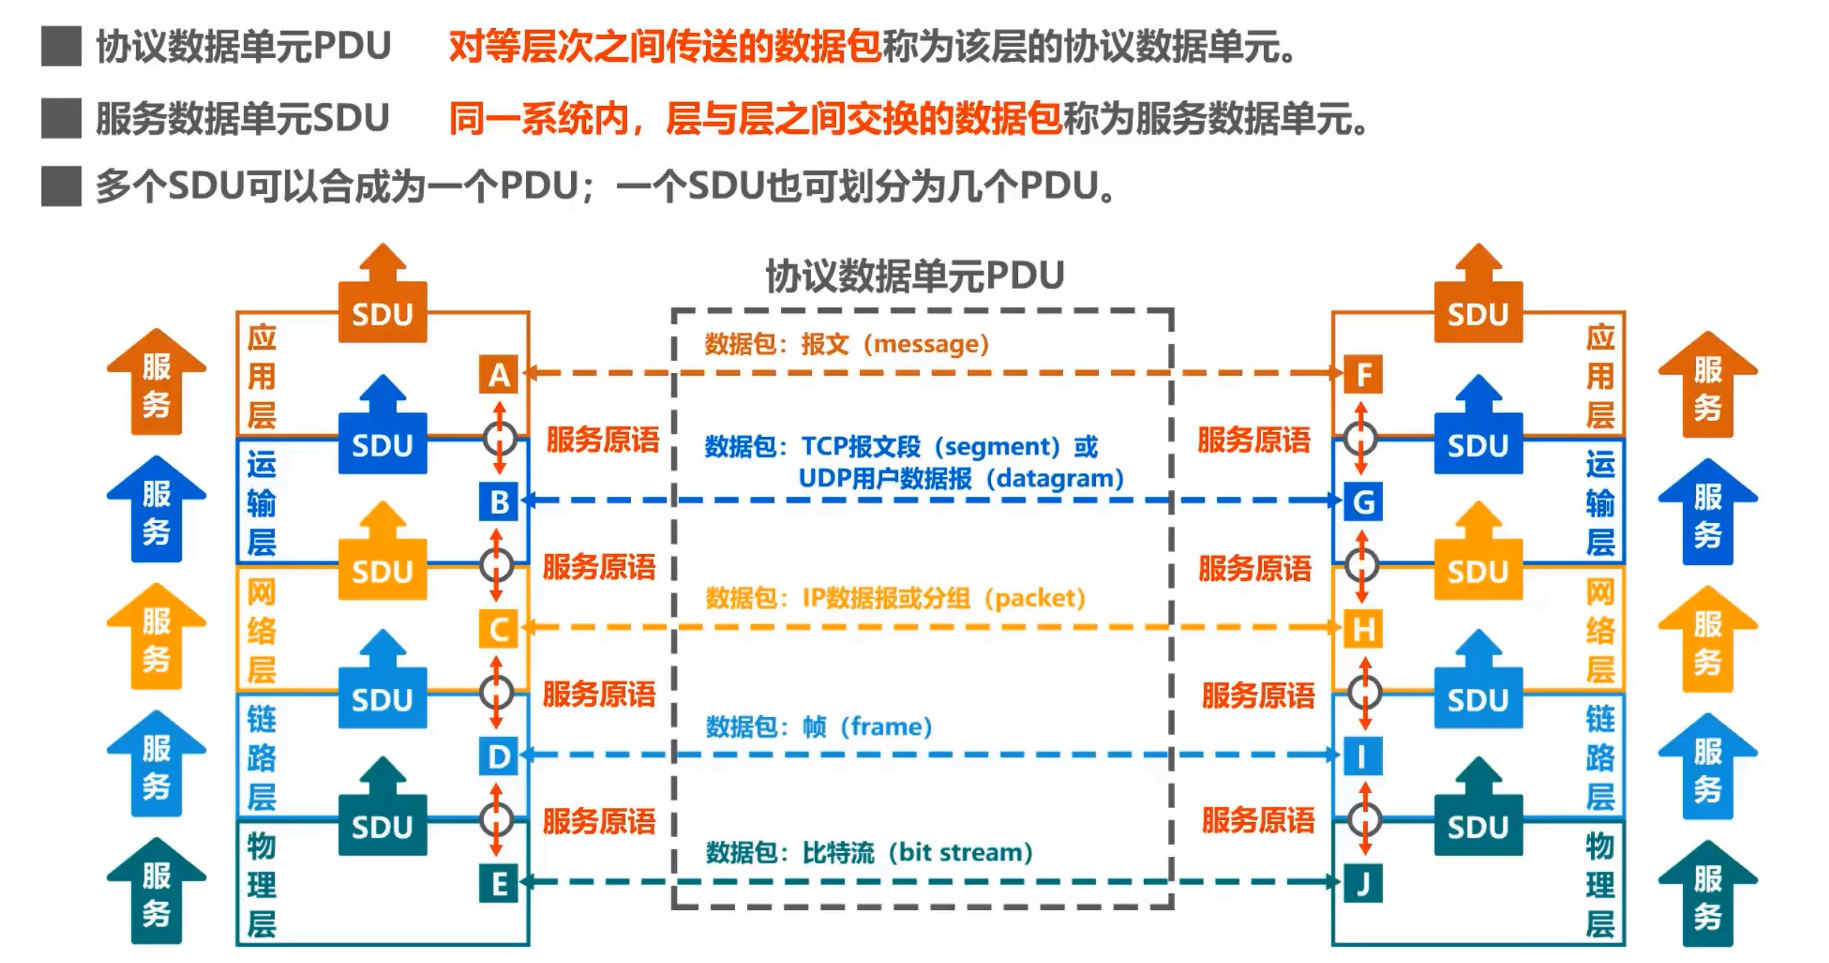 协议数据单元PDU 对等层次之间传送的数据包称为该层的协议数据单元。
服务数据单元SDU 同一系统内，层与层之间交换的数据包称为服务数据单元。
多个SDU可以合成为一个PDU；一个SDU也可划分为几个PDU。
协议数据单元PDU
SDU
SDU
应用层
数据包：报文（message）
应用层
服务
A
F
服务
SDU
服务原语
数据包：TCP报文段（segment）或
UDP用户数据报（datagram）
服务原语
SDU
运输层
运输层
服务
B
G
服务
SDU
服务原语
服务原语
SDU
网络层
数据包：IP数据报或分组（packet）
网络层
服务
C
H
服务
SDU
服务原语
服务原语
SDU
链路层
数据包：帧（frame）
链路层
服务
D
I
服务
SDU
服务原语
服务原语
SDU
物理层
数据包：比特流（bit stream）
物理层
服务
E
J
服务